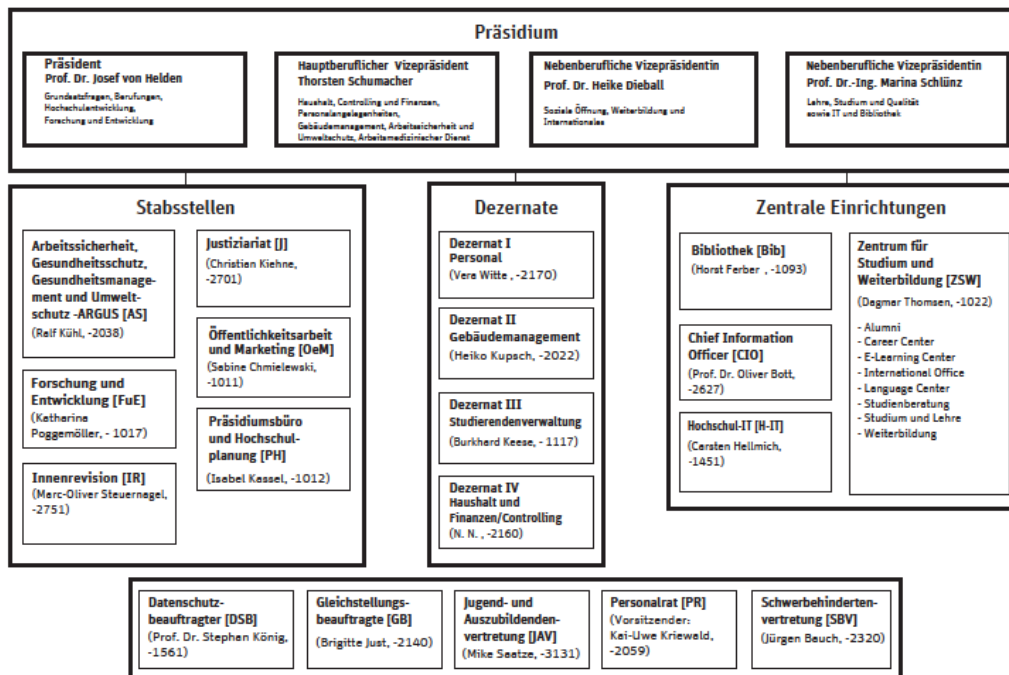 Präsidium
Präsident
Prof. Dr. Josef von Helden
Grundsatzfragen, Berufungen,
Hochschulentwicklung,
Forschung und Entwicklung
Hauptberuflicher Vizepräsident
Thorsten Schumacher
Haushalt, Controlling und Finanzen,
Personalangelegenheiten,
Gebäudemanagement, Arbeitssicherheit und
Umweltschutz, Arbeitsmedizinischer Dienst
Nebenberufliche Vizepräsidentin
Prof. Dr. Heike Dieball
Soziale Öffnung, Weiterbildung und
Internationales
Nebenberufliche Vizepräsidentin
Prof. Dr.-Ing. Marina Schlünz
Lehre, Studium und Qualität
sowie IT und Bibliothek
Stabsstellen
Arbeitssicherheit,
Gesundheitsschutz,
Gesundheitsmanage-
ment und Umwelt-
schutz -ARGUS [AS]
(Ralf Kühl, -2038)
Forschung und
Entwicklung [FuE]
(Katharina
Poggemöller, - 1017)
Innenrevision [IR]
(Marc-Oliver Steuernagel,
-2751)
Justiziariat [J]
(Christian Kiehne,
-2701)
Öffentlichkeitsarbeit
und Marketing [OeM]
(Sabine Chmielewski,
-1011)
Präsidiumsbüro
und Hochschul-
planung [PH]
(Isabel Kassel, -1012)
Dezernate
Dezernat I
Personal
(Vera Witte , -2170)
Dezernat II
Gebäudemanagement
(Heiko Kupsch, -2022)
Dezernat III
Studierendenverwaltung
(Burkhard Keese, - 1117)
Dezernat IV
Haushalt und
Finanzen/Controlling
(N. N. , -2160)
Zentrale Einrichtungen
Bibliothek [Bib]
(Horst Ferber , -1093)
Chief Information
Officer [CIO]
(Prof. Dr. Oliver Bott,
-2627)
Hochschul-IT [H-IT]
(Carsten Hellmich,
-1451)
Zentrum für
Studium und
Weiterbildung [ZSW]
(Dagmar Thomsen, -1022)
- Alumni
- Career Center
- E-Learning Center
- International Office
- Language Center
- Studienberatung
- Studium und Lehre
- Weiterbildung
Datenschutz-
beauftragter [DSB]
(Prof. Dr. Stephan König,
-1561)
Gleichstellungs-
beauftragte [GB]
(Brigitte Just, -2140)
Jugend- und
Auszubildenden-
vertretung [JAV]
(Mike Saatze, -3131)
Personalrat [PR]
(Vorsitzender:
Kai-Uwe Kriewald,
-2059)
Schwerbehinderten-
vertretung [SBV]
(Jürgen Bauch, -2320)